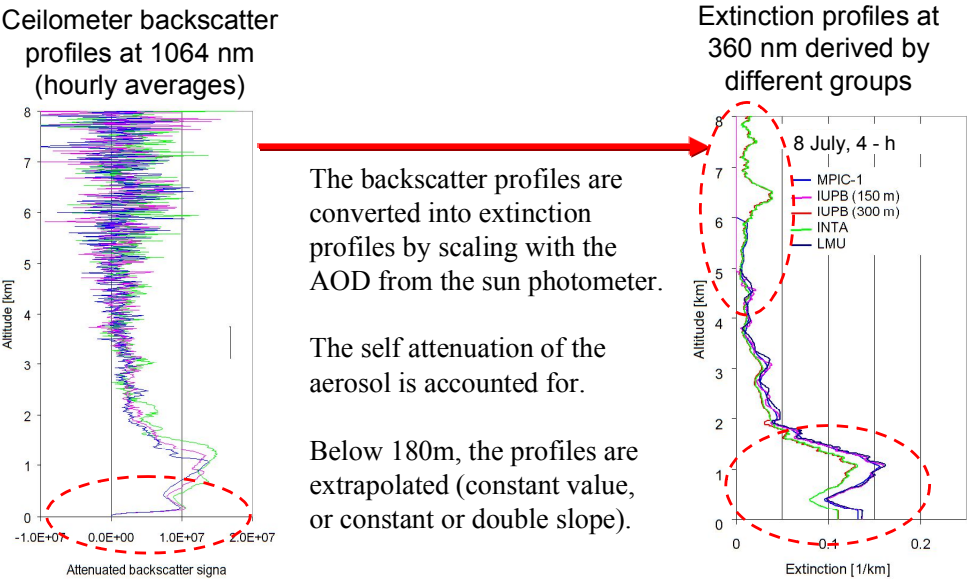 Ceilometer backscatter
profiles at 1064 nm
(hourly averages)
8
7
6
5
4
3
2
1
0
Altitude [km]
-1.0E+07 0.0E+00 1.0E+07 2.0E+07
Attenuated backscatter signa
The backscatter profiles are
converted into extinction
profiles by scaling with the
AOD from the sun photometer.
The self attenuation of the
aerosol is accounted for.
Below 180m, the profiles are
extrapolated (constant value,
or constant or double slope).
Extinction profiles at
360 nm derived by
different groups
8 July, 4 - h
MPIC-1
IUPB (150 m)
IUPB (300 m)
INTA
LMU
8
7
6
5
4
3
2
1
0
Altitude [km]
0 0.1 0.2
Extinction [1/km]